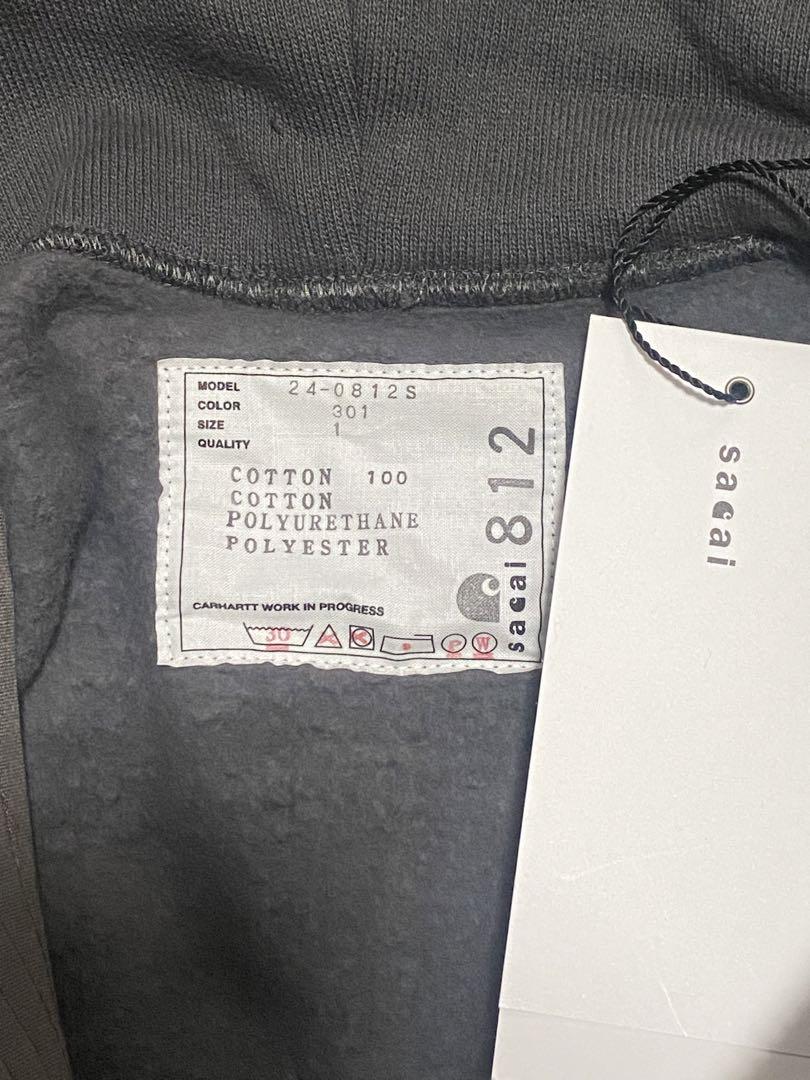 MODEL 24-0812S
COLOR 301
SIZE 1
QUALITY
COTTON 100
COTTON
POLYURETHANE
POLYESTER
CARHARTT WORK IN PROGRESS
30
P
W
sacai 812
sacai